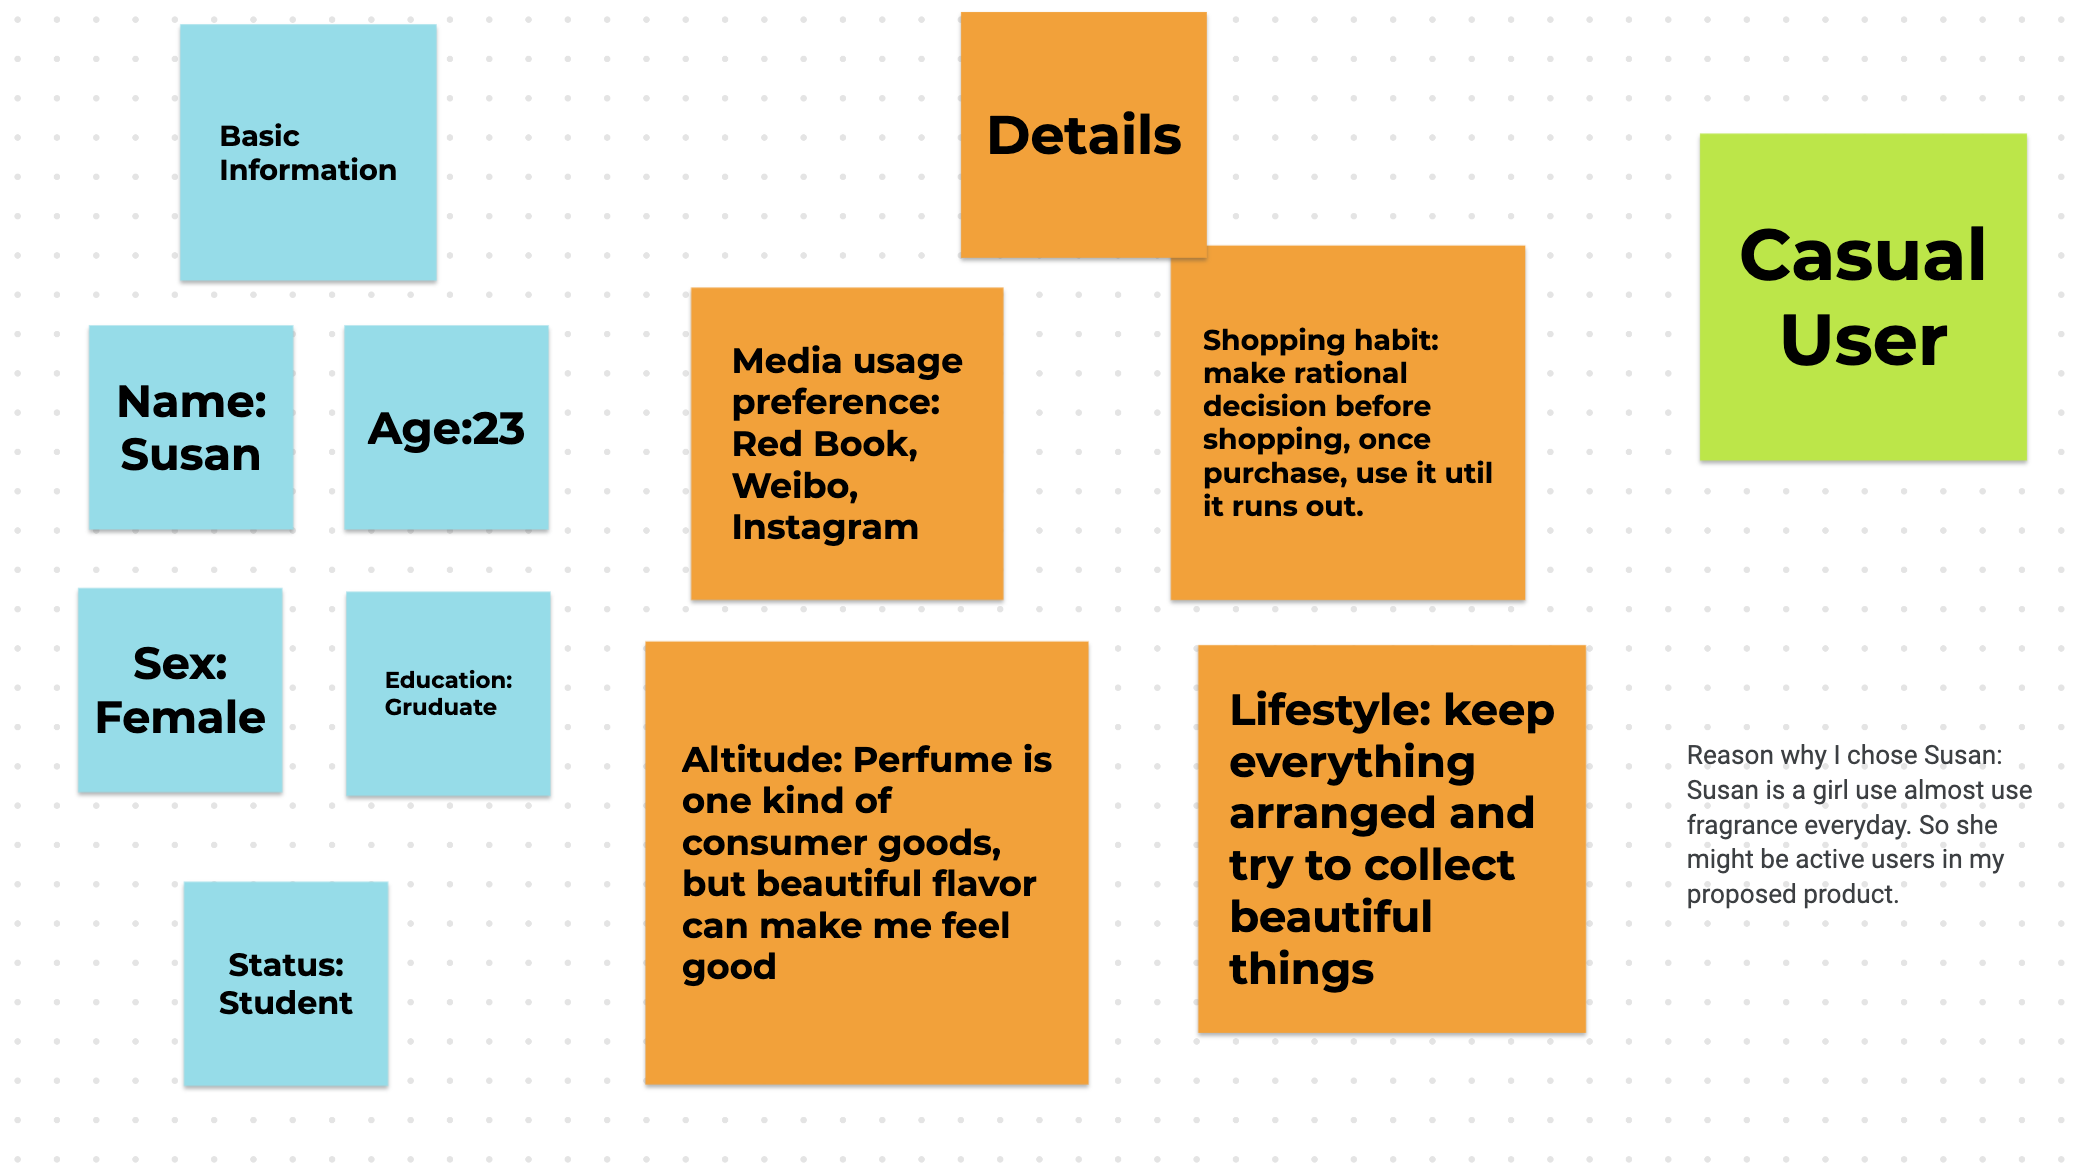 Basic
Information
Name:
Susan
Age:23
Sex:
Female
Education:
Gruduate
Status:
Student
Details
Media usage
preference:
Red Book,
Weibo,
Instagram
Shopping habit:
make rational
decision before
shopping, once
purchase, use it util
it runs out.
Altitude: Perfume is
one kind of
consumer goods,
but beautiful flavor
can make me feel
good
Lifestyle: keep
everything
arranged and
try to collect
beautiful
things
Casual
User
Reason why I chose Susan:
Susan is a girl use almost use
fragrance everyday. So she
might be active users in my
proposed product.